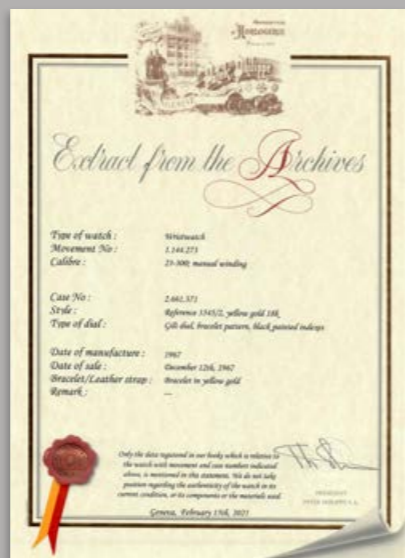 Horlogerie
Extract from the Archives
Type of watch : Wristwatch
Movement No : 1.144.273
Calibre : 23-300, manual winding
Case No : 2.661.371
Style : Reference 3545/2, yellow gold 18k
Type of dial : Gilt dial, bracelet pattern, black painted indexes
Date of manufacture : 1967
Date of sale : December 12th, 1967
Bracelet/Leather strap : Bracelet in yellow gold
Remark : —
Only the data registered in our books which is relative to
the watch with movement and case numbers indicated
above, is mentioned in this statement. We do not take
position regarding the authenticity of the watch in its
current condition, or its components or the materials used.
PRESIDENT
PATEK PHILIPPE S.A.
Geneva, February 15th, 2021